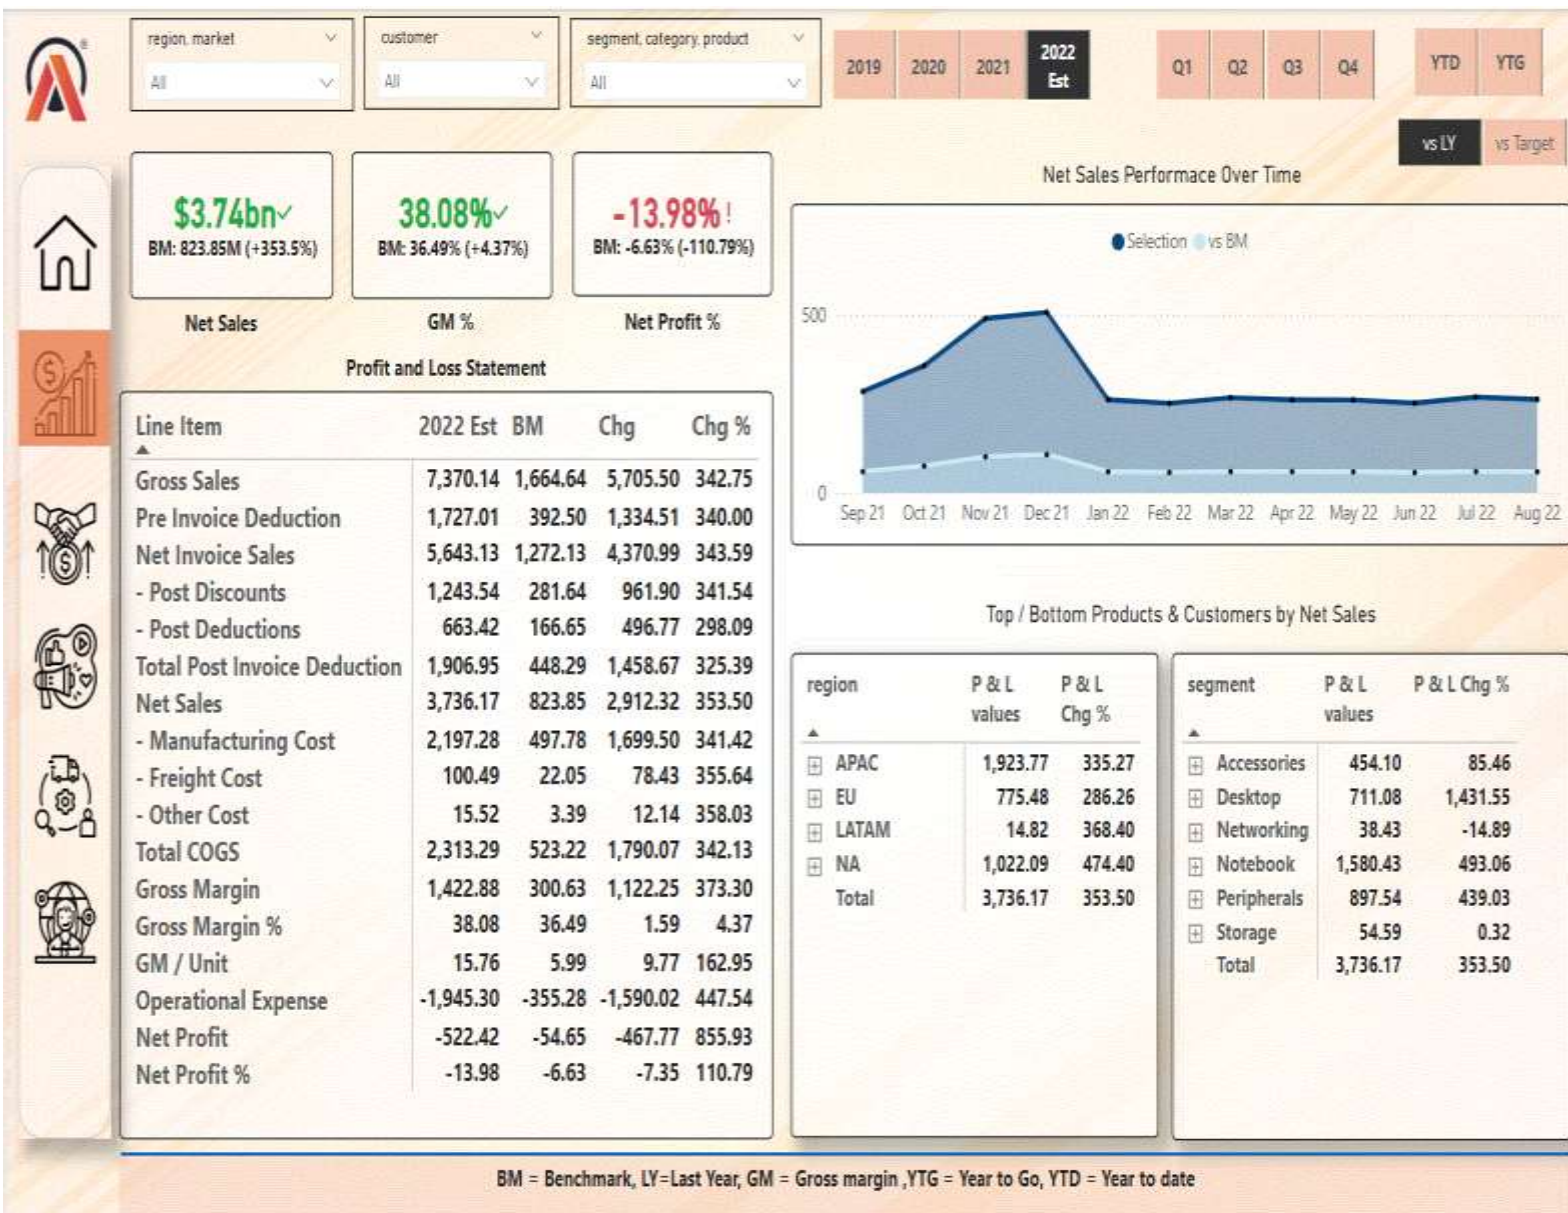 region, market
All
customer
All
segment, category, product
All
2019
2020
2021
2022
Est
Q1
Q2
Q3
Q4
YTD
YTG
vs LY
vs Target
$3.74bn
BM: 823.85M (+353.5%)
Net Sales
38.08%
BM: 36.49% (+4.37%)
GM %
-13.98% !
BM: -6.63% (-110.79%)
Net Profit %
Net Sales Performace Over Time
Selection vs BM
500
0
Sep 21 Oct 21 Nov 21 Dec 21 Jan 22 Feb 22 Mar 22 Apr 22 May 22 Jun 22 Jul 22 Aug 22
Profit and Loss Statement
Line Item 2022 Est BM Chg Chg %
Gross Sales 7,370.14 1,664.64 5,705.50 342.75
Pre Invoice Deduction 1,727.01 392.50 1,334.51 340.00
Net Invoice Sales 5,643.13 1,272.13 4,370.99 343.59
- Post Discounts 1,243.54 281.64 961.90 341.54
- Post Deductions 663.42 166.65 496.77 298.09
Total Post Invoice Deduction 1,906.95 448.29 1,458.67 325.39
Net Sales 3,736.17 823.85 2,912.32 353.50
- Manufacturing Cost 2,197.28 497.78 1,699.50 341.42
- Freight Cost 100.49 22.05 78.43 355.64
- Other Cost 15.52 3.39 12.14 358.03
Total COGS 2,313.29 523.22 1,790.07 342.13
Gross Margin 1,422.88 300.63 1,122.25 373.30
Gross Margin % 38.08 36.49 1.59 4.37
GM / Unit 15.76 5.99 9.77 162.95
Operational Expense -1,945.30 -355.28 -1,590.02 447.54
Net Profit -522.42 -54.65 -467.77 855.93
Net Profit % -13.98 -6.63 -7.35 110.79
Top / Bottom Products & Customers by Net Sales
region P & L values P & L Chg %
APAC 1,923.77 335.27
EU 775.48 286.26
LATAM 14.82 368.40
NA 1,022.09 474.40
Total 3,736.17 353.50
segment P & L values P & L Chg %
Accessories 454.10 85.46
Desktop 711.08 1,431.55
Networking 38.43 -14.89
Notebook 1,580.43 493.06
Peripherals 897.54 439.03
Storage 54.59 0.32
Total 3,736.17 353.50
BM = Benchmark, LY=Last Year, GM = Gross margin ,YTG = Year to Go, YTD = Year to date